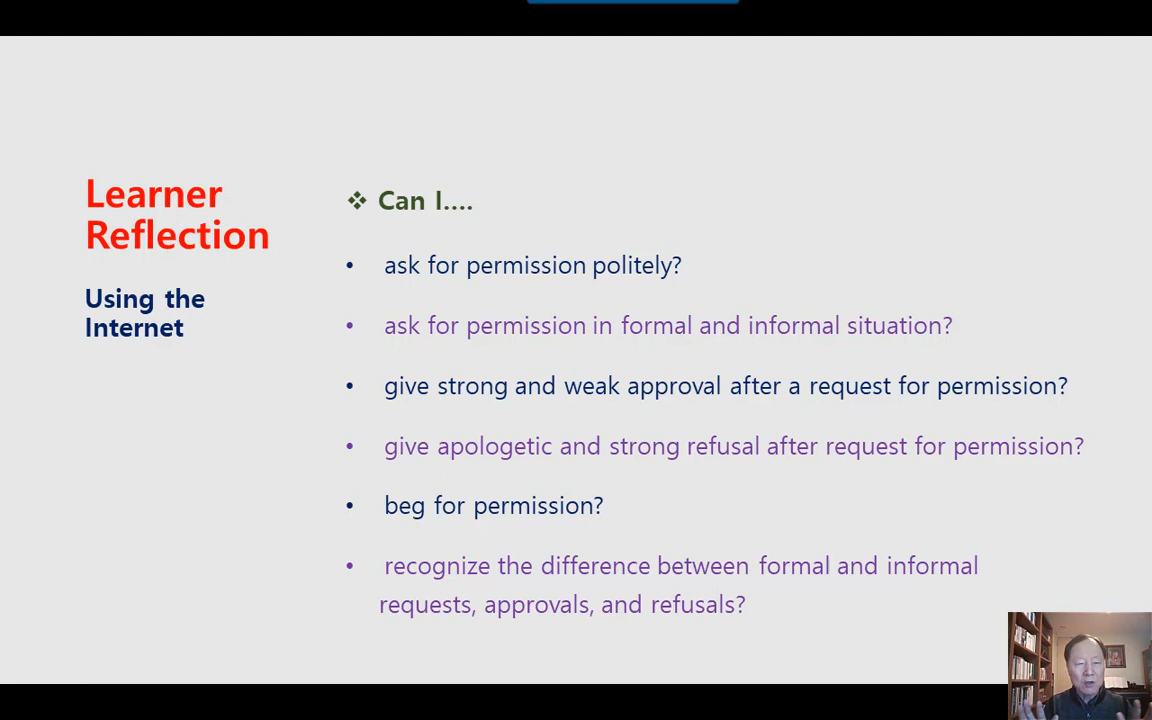 Learner
Reflection
Using the
Internet
❖ Can I....
• ask for permission politely?
• ask for permission in formal and informal situation?
• give strong and weak approval after a request for permission?
• give apologetic and strong refusal after request for permission?
• beg for permission?
• recognize the difference between formal and informal
requests, approvals, and refusals?